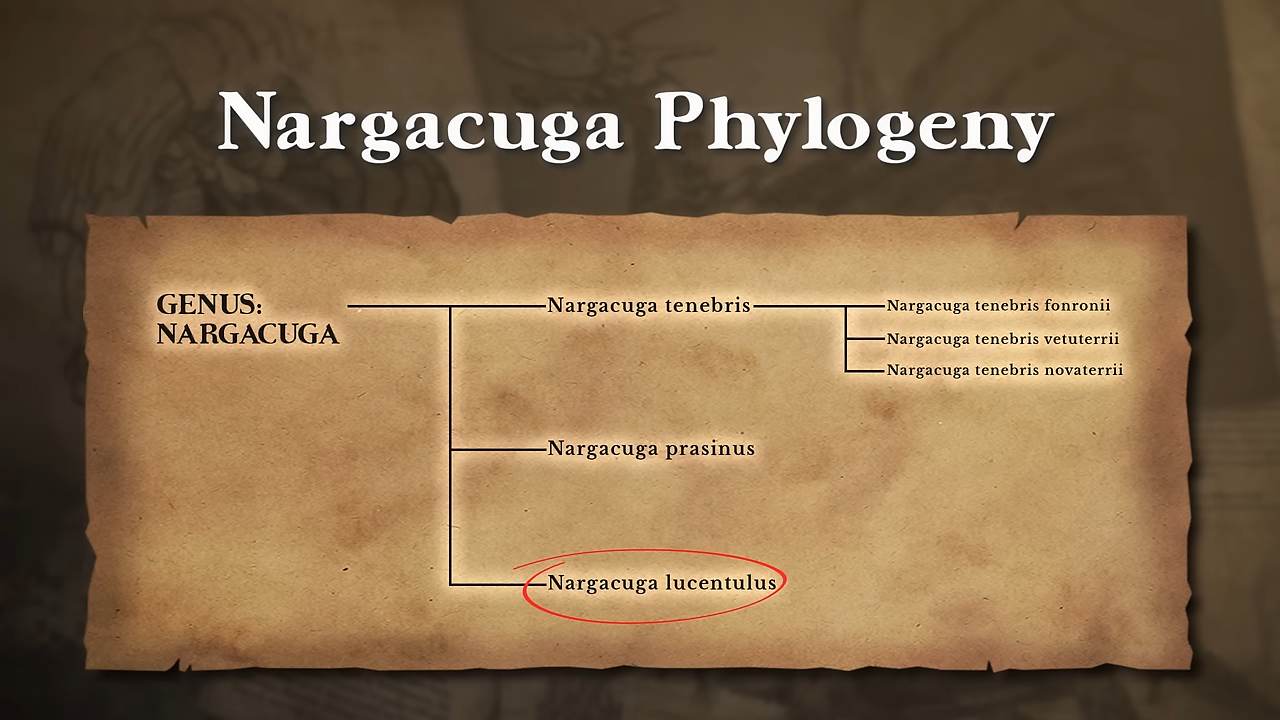 Nargacuga Phylogeny
GENUS:
NARGACUGA
Nargacuga tenebris
Nargacuga tenebris fonronii
Nargacuga tenebris vetuterrii
Nargacuga tenebris novaterrii
Nargacuga prasinus
Nargacuga lucentulus